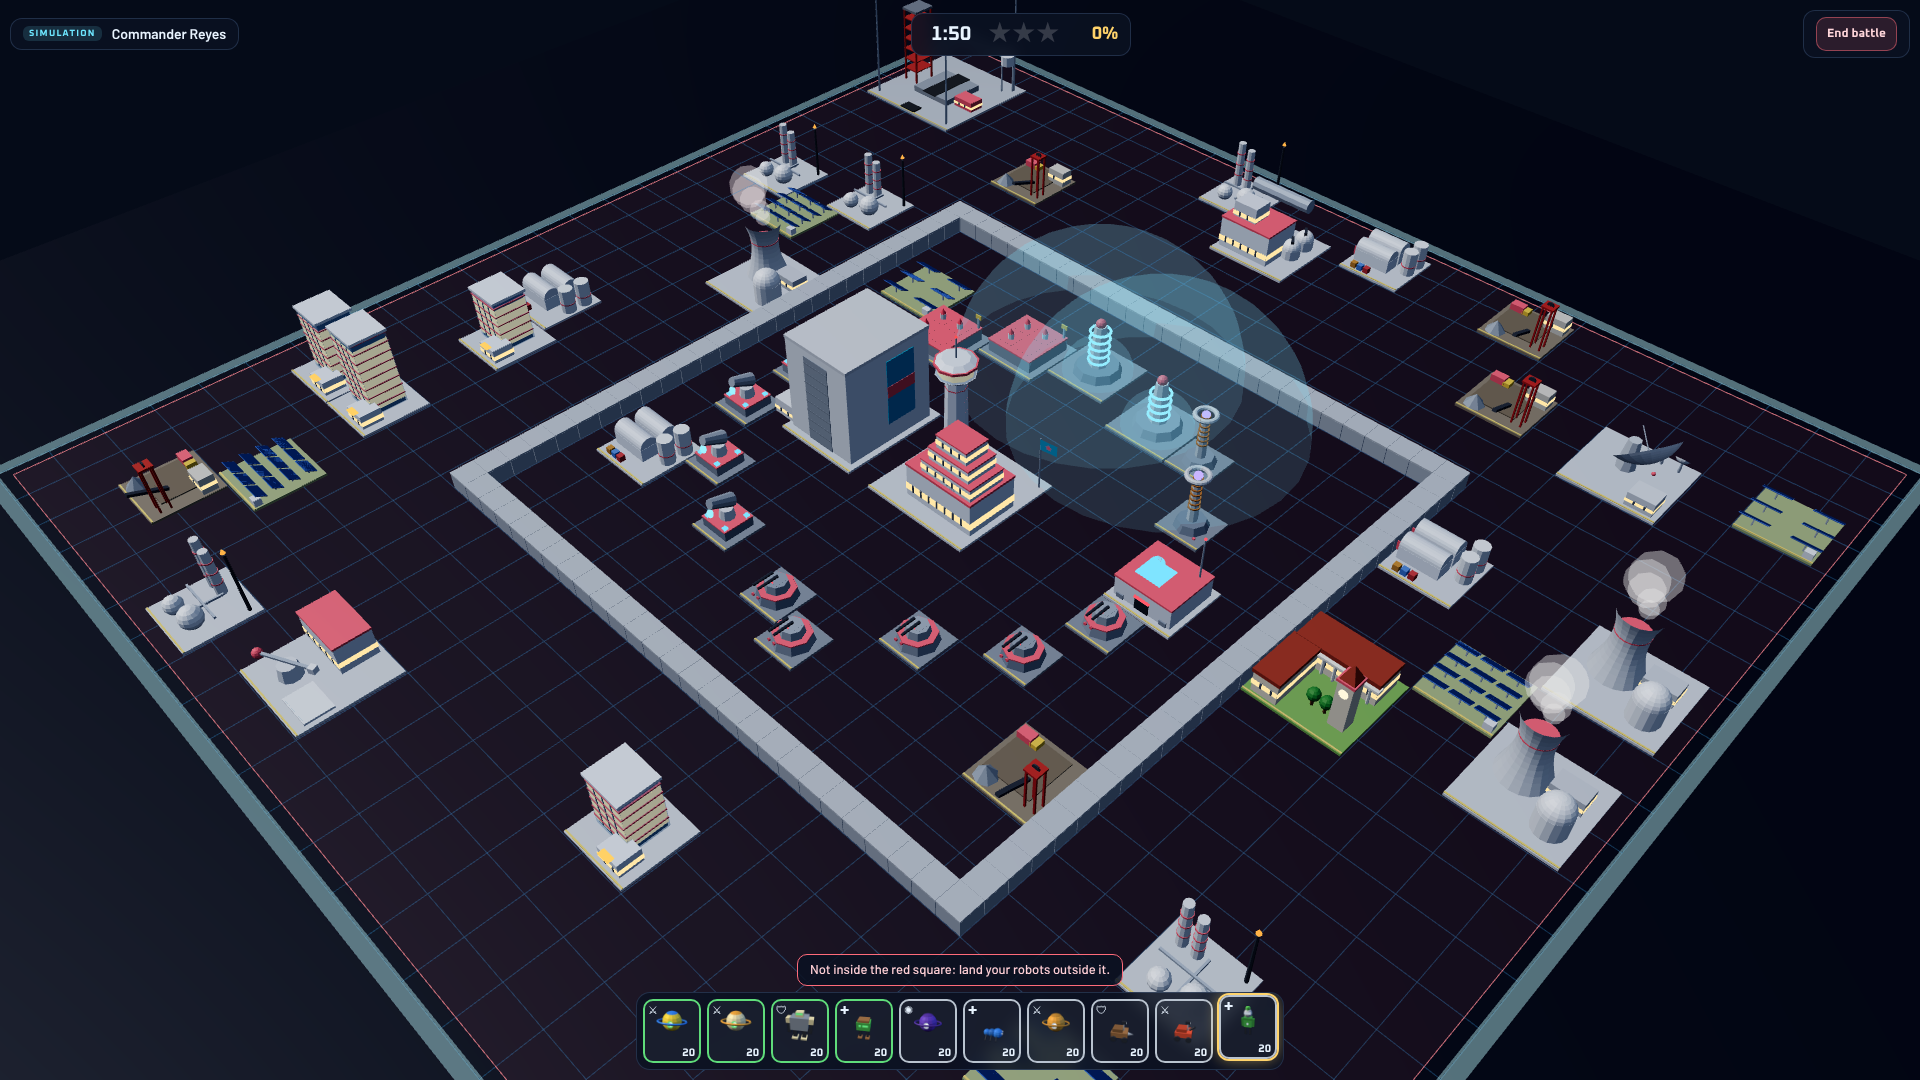 SIMULATION Commander Reyes
1:50 0%
End battle
Not inside the red square: land your robots outside it.
20 20 20 20 20 20 20 20 20 20